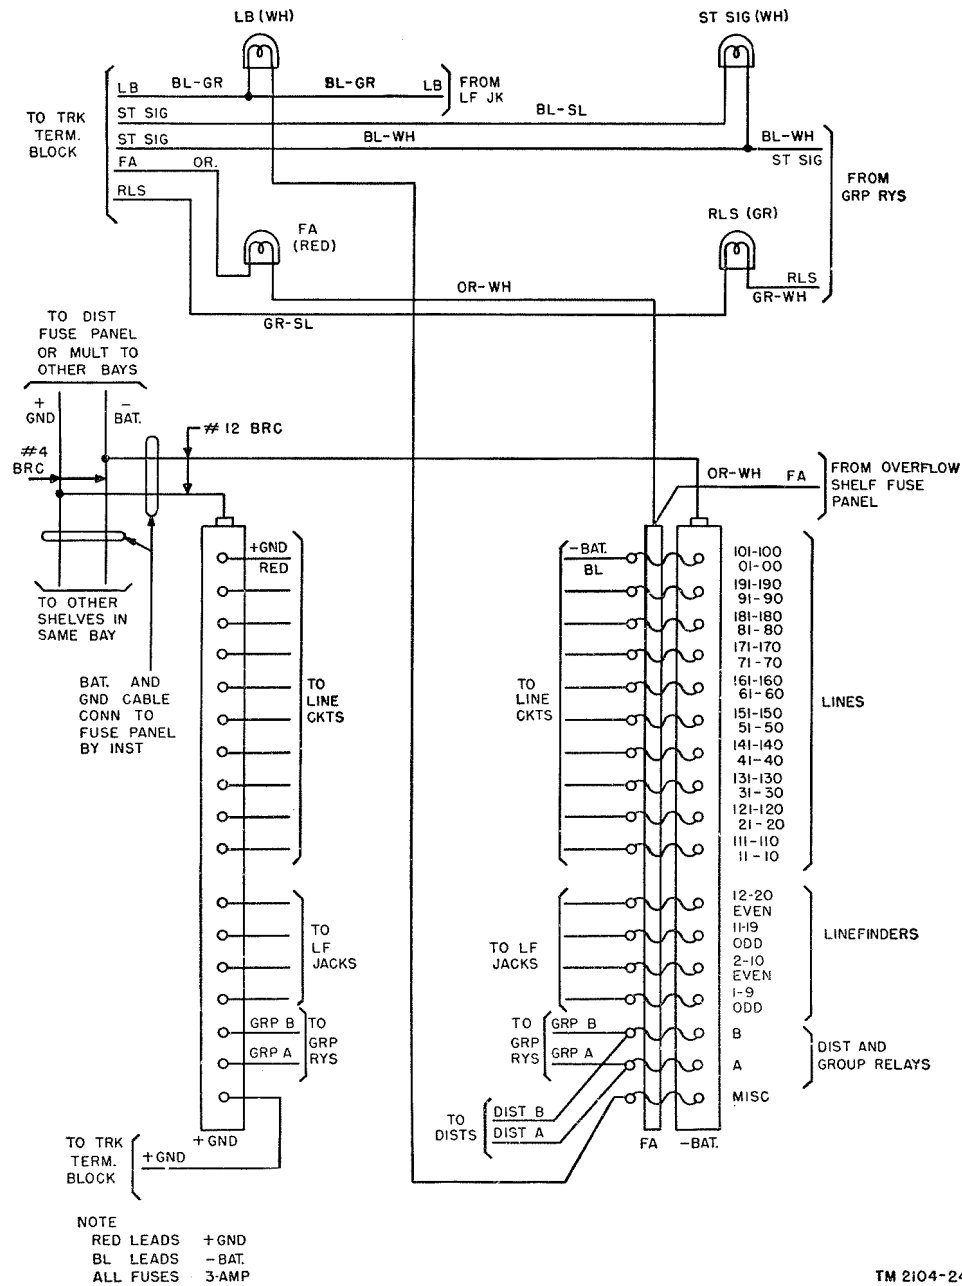 LB (WH)
ST SIG (WH)
LB
BL-GR
BL-GR
LB
FROM
LF JK
ST SIG
BL-SL
ST SIG
BL-WH
BL-WH
ST SIG
TO TRK
TERM.
BLOCK
FA
OR.
RLS
FROM
GRP RYS
FA
(RED)
RLS (GR)
RLS
GR-WH
OR-WH
GR-SL
TO DIST
FUSE PANEL
OR MULT TO
OTHER BAYS
+
GND
-
BAT.
#12 BRC
#4
BRC
OR-WH
FA
FROM OVERFLOW
SHELF FUSE
PANEL
TO OTHER
SHELVES IN
SAME BAY
BAT. AND
GND CABLE
CONN TO
FUSE PANEL
BY INST
+GND
RED
TO
LINE
CKTS
TO
LF
JACKS
GRP B
GRP A
TO
GRP
RYS
+GND
TO TRK
TERM.
BLOCK
+GND
-BAT.
BL
TO
LINE
CKTS
TO LF
JACKS
TO
GRP
RYS
GRP B
GRP A
TO
DISTS
DIST B
DIST A
FA
-BAT.
101-100
01-00
191-190
91-90
181-180
81-80
171-170
71-70
161-160
61-60
151-150
51-50
141-140
41-40
131-130
31-30
121-120
21-20
111-110
11-10
LINES
12-20
EVEN
11-19
ODD
2-10
EVEN
1-9
ODD
LINEFINDERS
B
A
DIST AND
GROUP RELAYS
MISC
NOTE
RED LEADS +GND
BL LEADS -BAT.
ALL FUSES 3-AMP
TM 2104-24